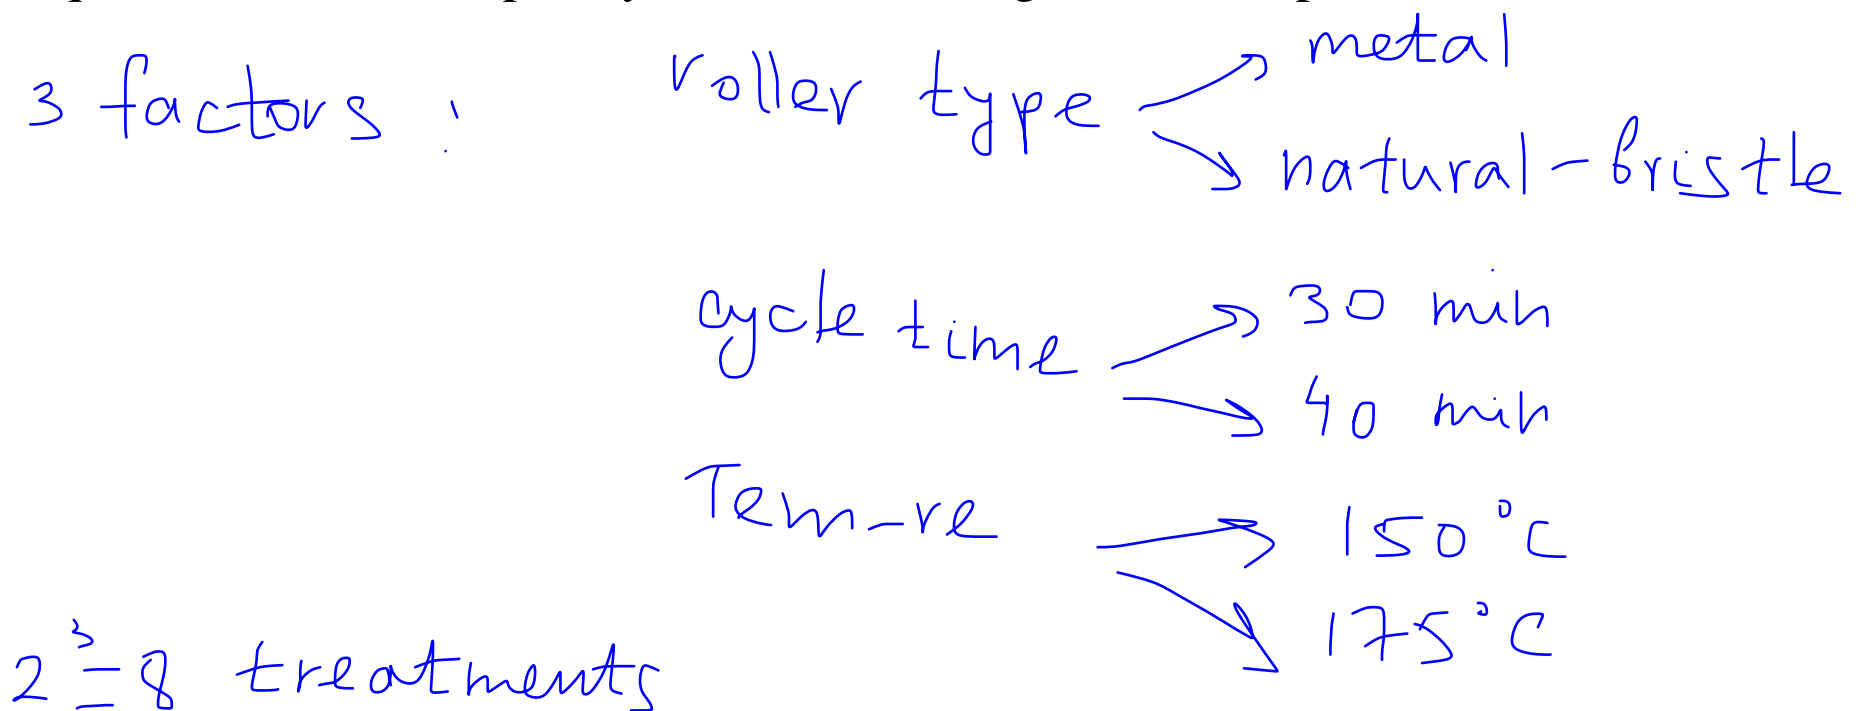 3 factors :
roller type
metal
natural-bristle
cycle time
30 min
40 min
Tem-re
150°C
175°C
2³ = 8 treatments